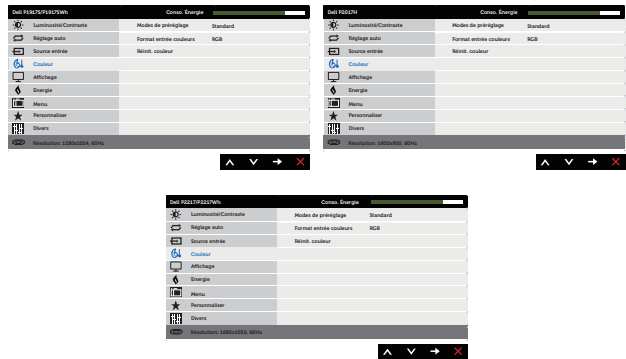 Dell P1917S/P1917SWh Conso. Énergie
Luminosité/Contraste Modes de préréglage Standard
Réglage auto Format entrée couleurs RGB
Source entrée Réinit. couleur
Couleur
Affichage
Energie
Menu
Personnaliser
Divers
Résolution: 1280x1024, 60Hz
Dell P2017H Conso. Énergie
Luminosité/Contraste Modes de préréglage Standard
Réglage auto Format entrée couleurs RGB
Source entrée Réinit. couleur
Couleur
Affichage
Energie
Menu
Personnaliser
Divers
Résolution: 1600x900, 60Hz
Dell P2217/P2217Wh Conso. Énergie
Luminosité/Contraste Modes de préréglage Standard
Réglage auto Format entrée couleurs RGB
Source entrée Réinit. couleur
Couleur
Affichage
Energie
Menu
Personnaliser
Divers
Résolution: 1680x1050, 60Hz